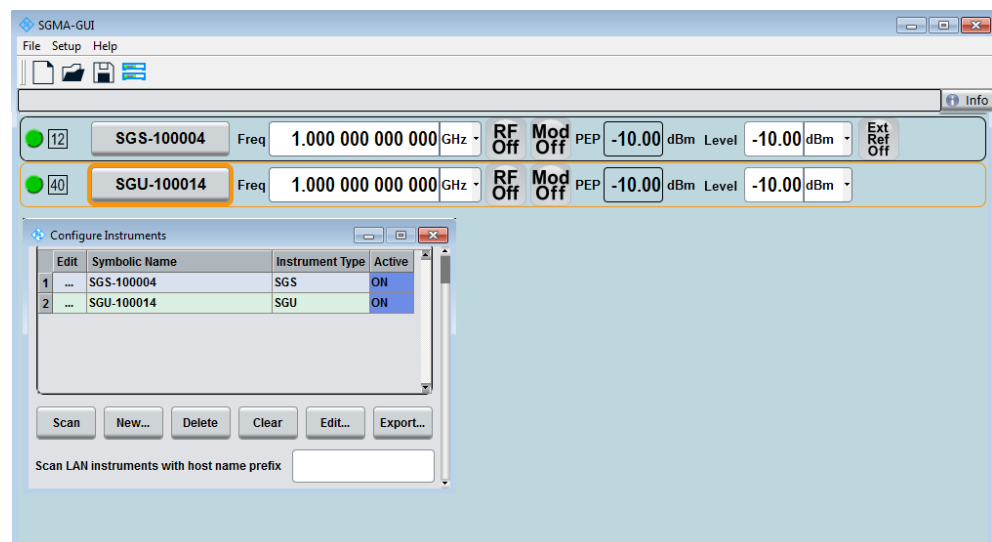 SGMA-GUI
File Setup Help
Info
12 SGS-100004 Freq 1.000 000 000 000 GHz RF Off Mod Off PEP -10.00 dBm Level -10.00 dBm Ext Ref Off
40 SGU-100014 Freq 1.000 000 000 000 GHz RF Off Mod Off PEP -10.00 dBm Level -10.00 dBm
Configure Instruments
Edit Symbolic Name Instrument Type Active
1 ... SGS-100004 SGS ON
2 ... SGU-100014 SGU ON
Scan New... Delete Clear Edit... Export...
Scan LAN instruments with host name prefix